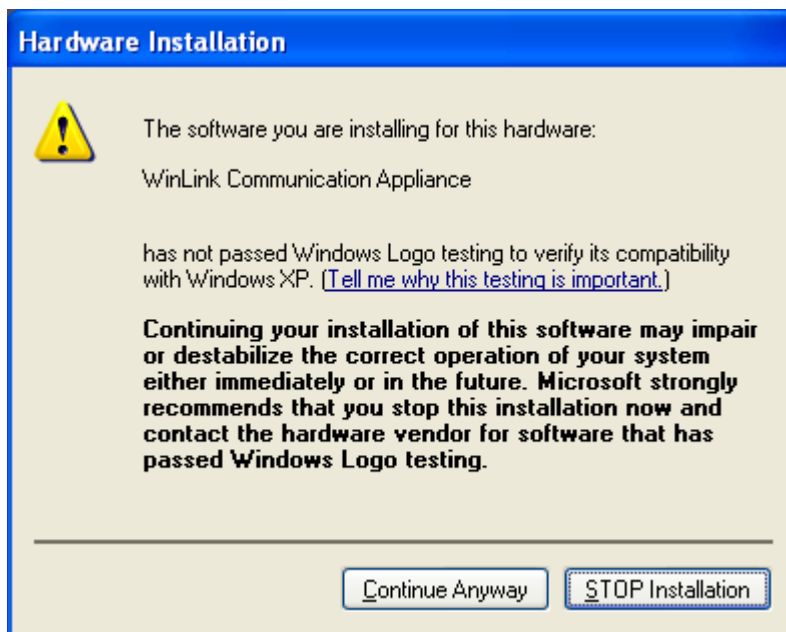 Hardware Installation
The software you are installing for this hardware:
WinLink Communication Appliance
has not passed Windows Logo testing to verify its compatibility
with Windows XP. (Tell me why this testing is important.)
Continuing your installation of this software may impair
or destabilize the correct operation of your system
either immediately or in the future. Microsoft strongly
recommends that you stop this installation now and
contact the hardware vendor for software that has
passed Windows Logo testing.
Continue Anyway
STOP Installation